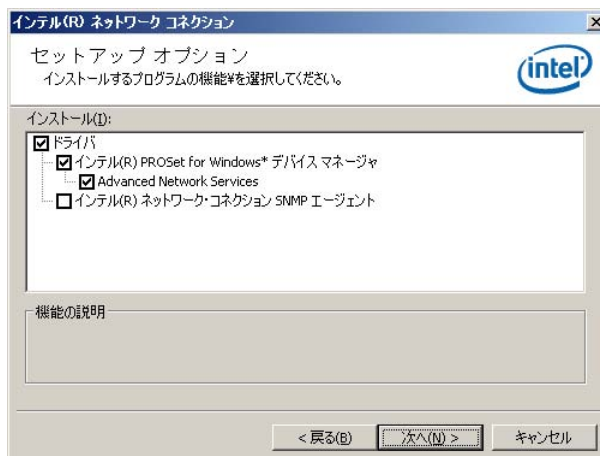 インテル(R) ネットワーク コネクション
セットアップ オプション
インストールするプログラムの機能¥を選択してください。
intel
インストール(I):
ドライバ
インテル(R) PROSet for Windows* デバイス マネージャ
Advanced Network Services
インテル(R) ネットワーク・コネクション SNMP エージェント
機能の説明
< 戻る(B)
次へ(N) >
キャンセル